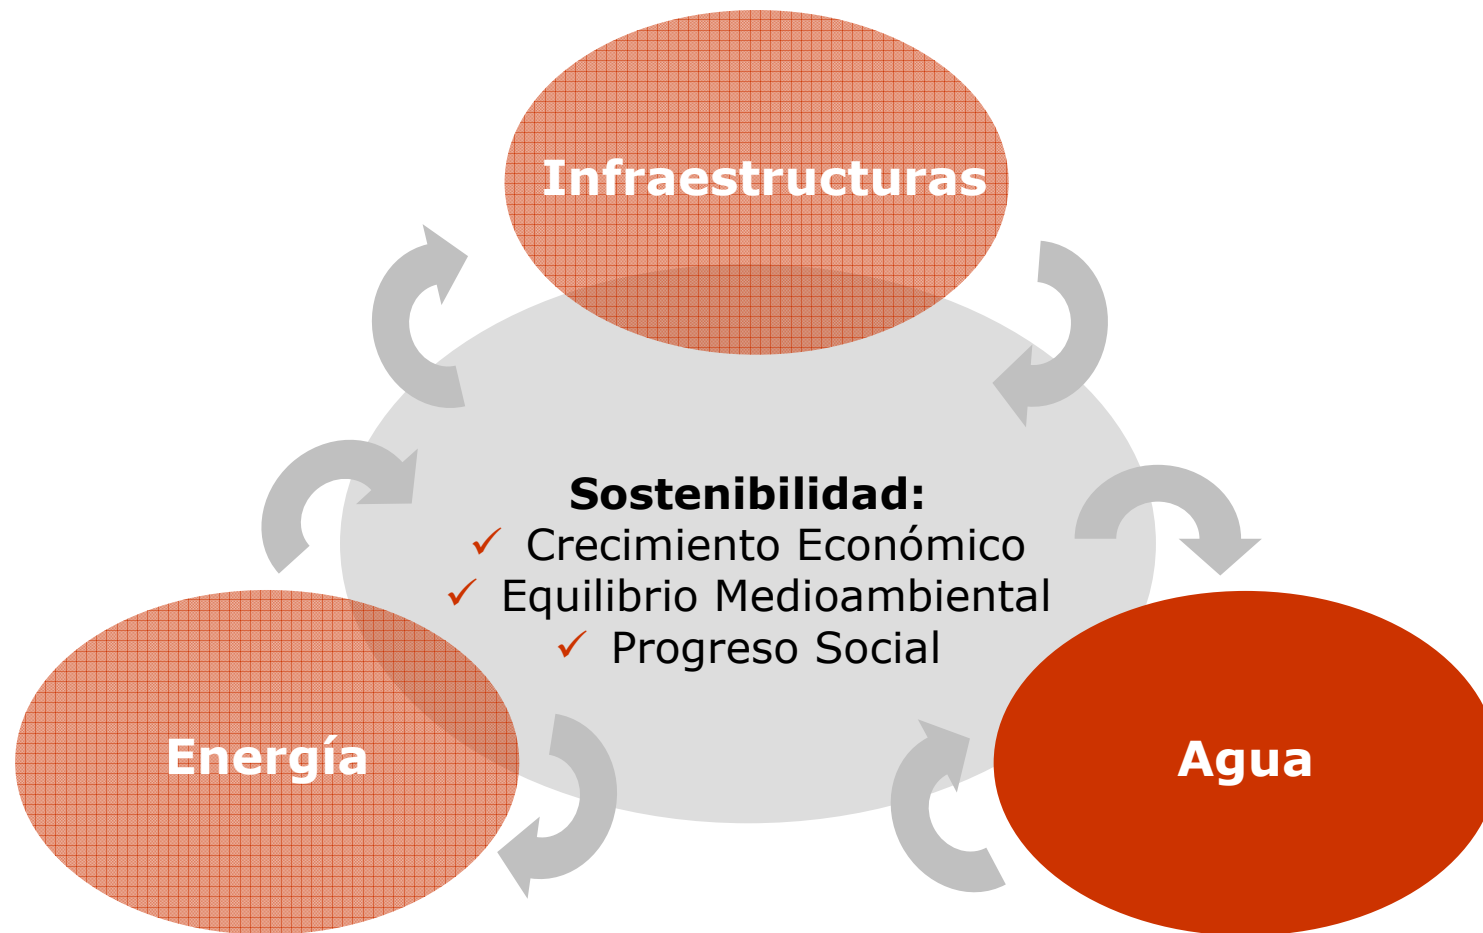 Infraestructuras
Sostenibilidad:
✓ Crecimiento Económico
✓ Equilibrio Medioambiental
✓ Progreso Social
Energía
Agua